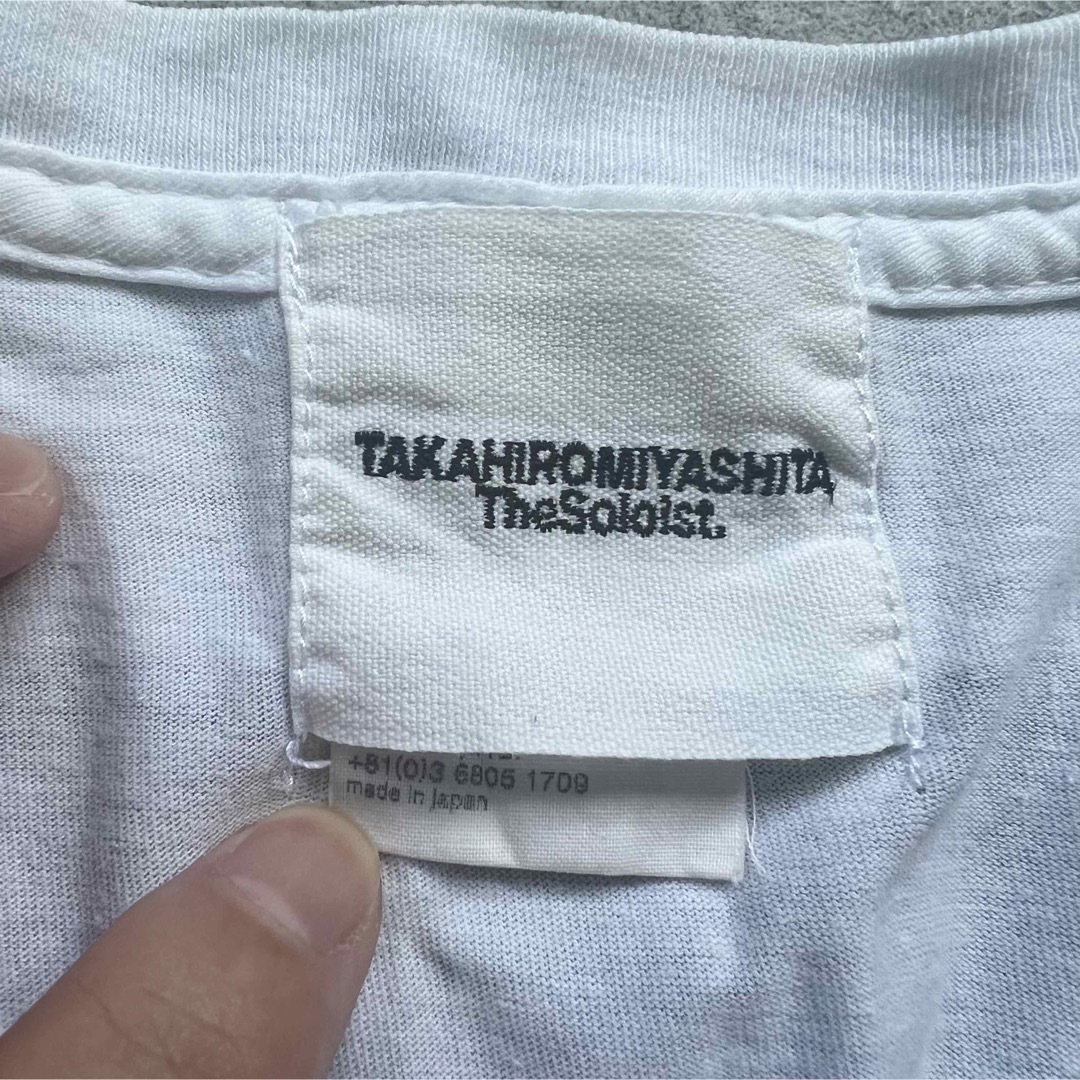 TAKAHIROMIYASHITA
TheSoloist.
+81(0)3 6805 1709
made in japan